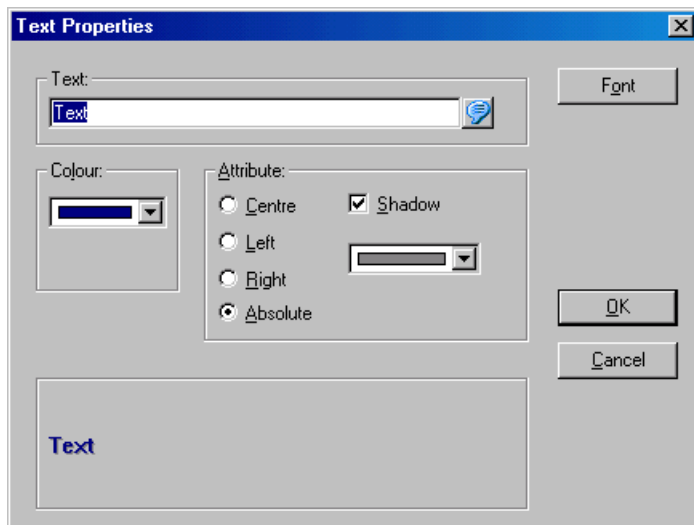 Text Properties
Text:
Text
Font
Colour:
Attribute:
Centre
Shadow
Left
Right
Absolute
OK
Cancel
Text